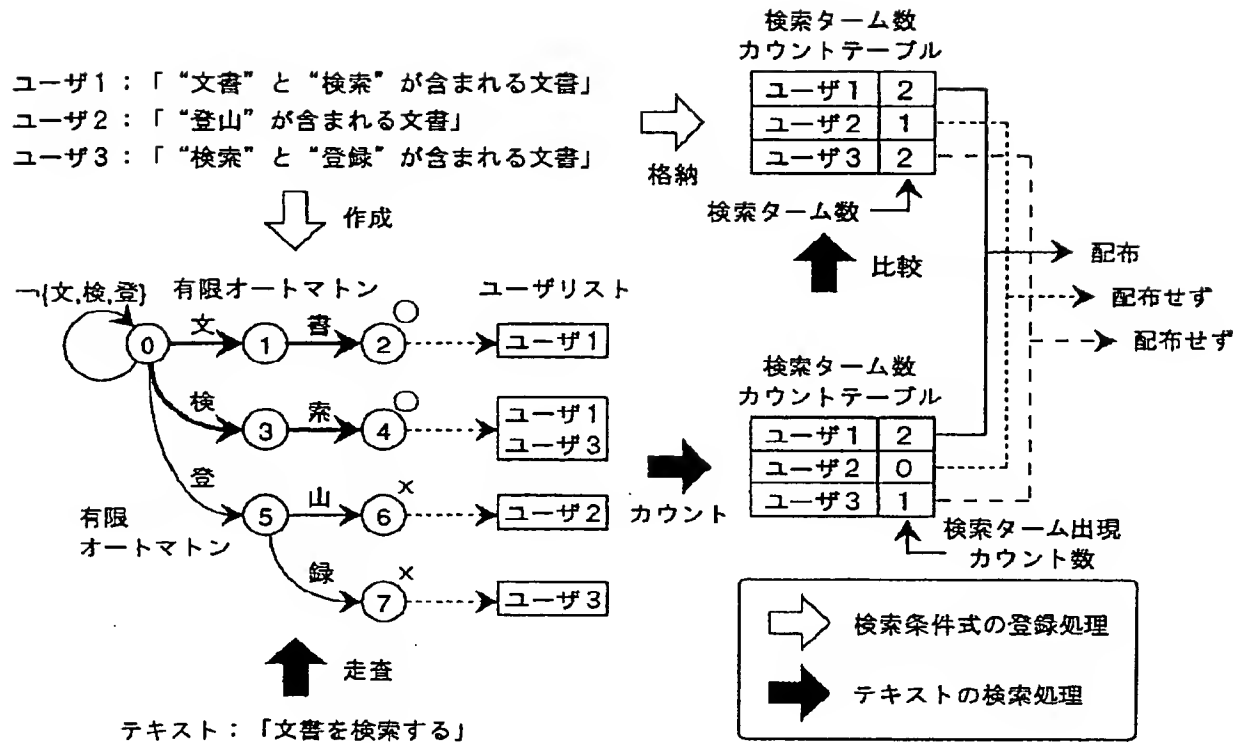 検索ターム数
カウントテーブル
ユーザ1：「 “文書” と “検索” が含まれる文書」
ユーザ2：「 “登山” が含まれる文書」
ユーザ3：「 “検索” と “登録” が含まれる文書」
格納
ユーザ1 2
ユーザ2 1
ユーザ3 2
検索ターム数
作成
比較
配布
配布せず
配布せず
¬{文,検,登}
有限オートマトン
ユーザリスト
0 文 1 書 2 ○
ユーザ1
検 3 索 4 ○
ユーザ1
ユーザ3
登 5 山 6 ×
ユーザ2
録 7 ×
ユーザ3
有限
オートマトン
カウント
検索ターム数
カウントテーブル
ユーザ1 2
ユーザ2 0
ユーザ3 1
検索ターム出現
カウント数
走査
テキスト：「文書を検索する」
検索条件式の登録処理
テキストの検索処理